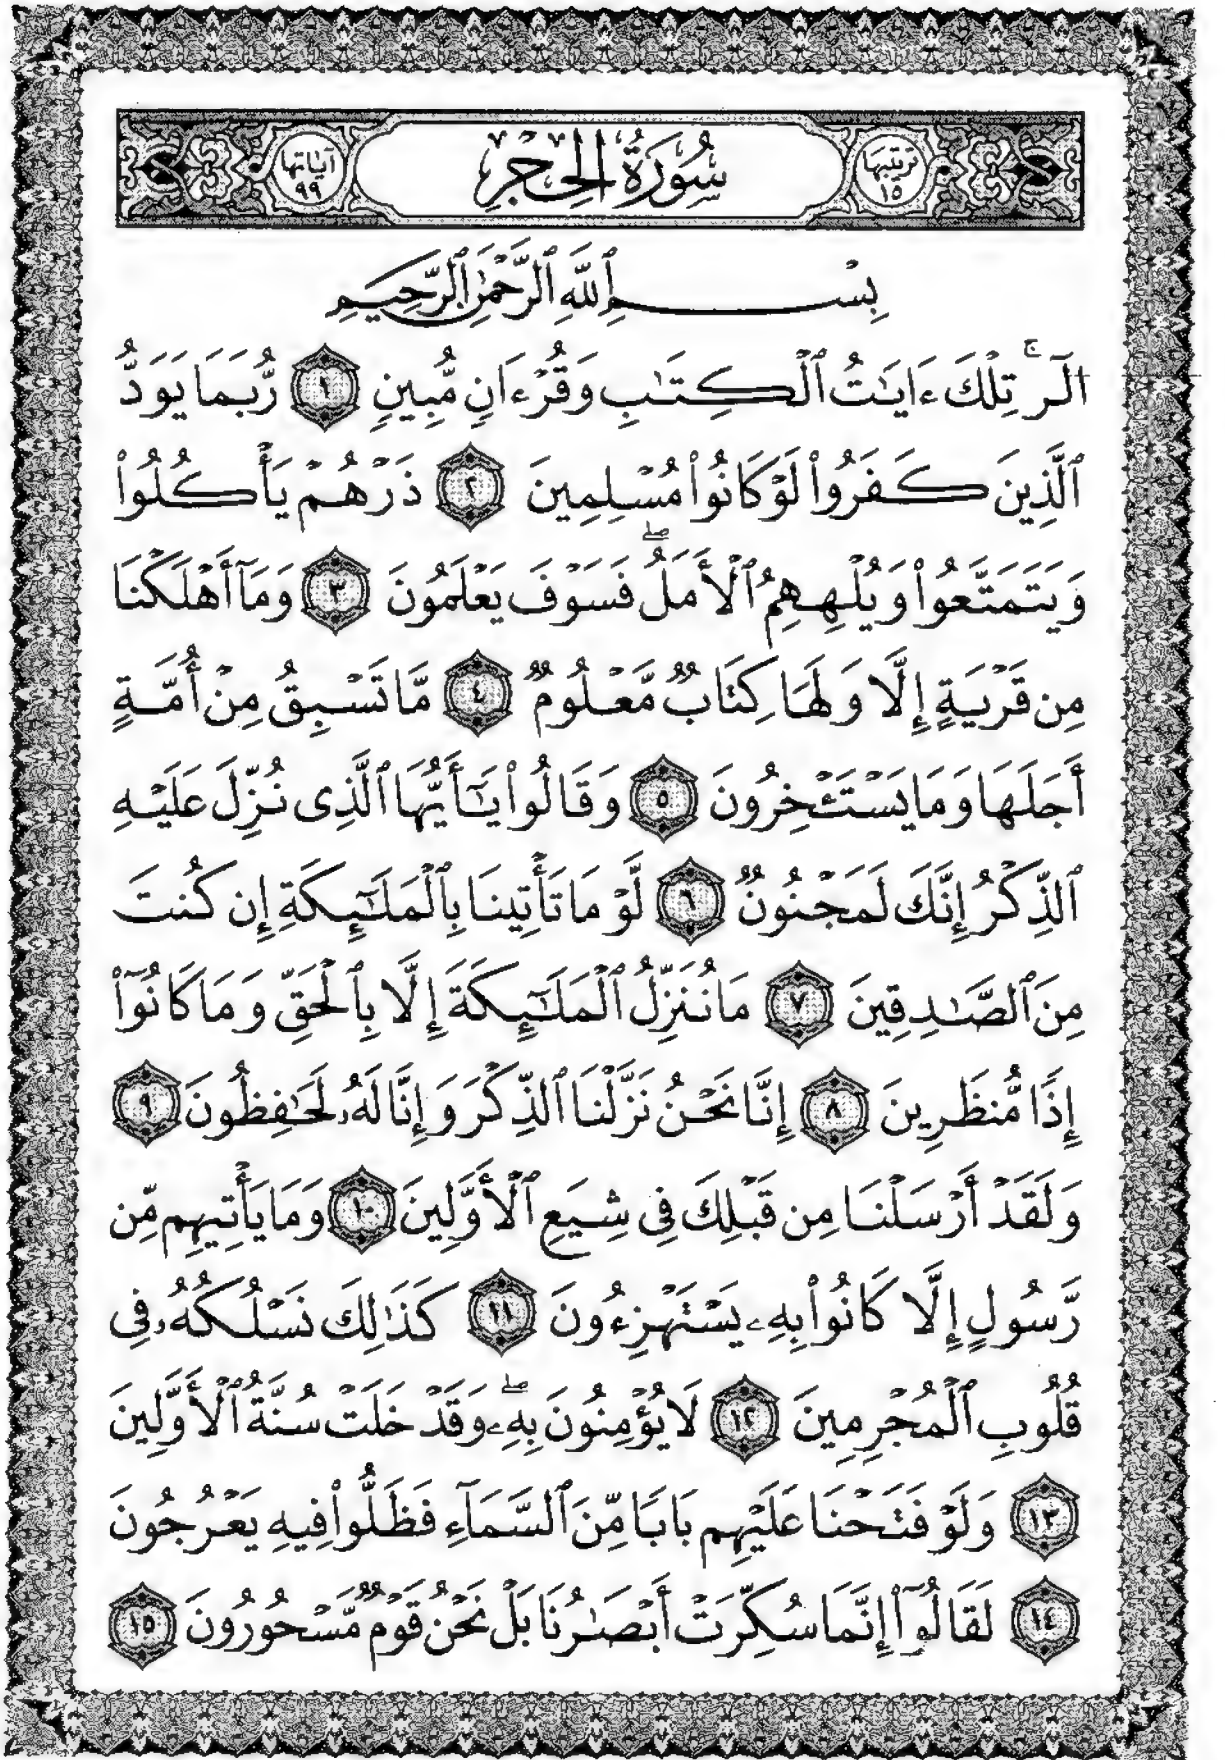 ترتيبها ١٥ سُورَةُ الحِجْرِ آياتها ٩٩
بِسْمِ ٱللَّهِ ٱلرَّحْمَٰنِ ٱلرَّحِيمِ
الٓرۚ تِلْكَ ءَايَٰتُ ٱلْكِتَٰبِ وَقُرْءَانٍ مُّبِينٍ ١ رُّبَمَا يَوَدُّ
ٱلَّذِينَ كَفَرُوا۟ لَوْ كَانُوا۟ مُسْلِمِينَ ٢ ذَرْهُمْ يَأْكُلُوا۟
وَيَتَمَتَّعُوا۟ وَيُلْهِهِمُ ٱلْأَمَلُۖ فَسَوْفَ يَعْلَمُونَ ٣ وَمَآ أَهْلَكْنَا
مِن قَرْيَةٍ إِلَّا وَلَهَا كِتَابٌ مَّعْلُومٌ ٤ مَّا تَسْبِقُ مِنْ أُمَّةٍ
أَجَلَهَا وَمَا يَسْتَـْٔخِرُونَ ٥ وَقَالُوا۟ يَٰٓأَيُّهَا ٱلَّذِى نُزِّلَ عَلَيْهِ
ٱلذِّكْرُ إِنَّكَ لَمَجْنُونٌ ٦ لَّوْ مَا تَأْتِينَا بِٱلْمَلَٰٓئِكَةِ إِن كُنتَ
مِنَ ٱلصَّٰدِقِينَ ٧ مَا نُنَزِّلُ ٱلْمَلَٰٓئِكَةَ إِلَّا بِٱلْحَقِّ وَمَا كَانُوٓا۟
إِذًا مُّنظَرِينَ ٨ إِنَّا نَحْنُ نَزَّلْنَا ٱلذِّكْرَ وَإِنَّا لَهُۥ لَحَٰفِظُونَ ٩
وَلَقَدْ أَرْسَلْنَا مِن قَبْلِكَ فِى شِيَعِ ٱلْأَوَّلِينَ ١٠ وَمَا يَأْتِيهِم مِّن
رَّسُولٍ إِلَّا كَانُوا۟ بِهِۦ يَسْتَهْزِءُونَ ١١ كَذَٰلِكَ نَسْلُكُهُۥ فِى
قُلُوبِ ٱلْمُجْرِمِينَ ١٢ لَا يُؤْمِنُونَ بِهِۦۖ وَقَدْ خَلَتْ سُنَّةُ ٱلْأَوَّلِينَ
١٣ وَلَوْ فَتَحْنَا عَلَيْهِم بَابًا مِّنَ ٱلسَّمَآءِ فَظَلُّوا۟ فِيهِ يَعْرُجُونَ
١٤ لَقَالُوٓا۟ إِنَّمَا سُكِّرَتْ أَبْصَٰرُنَا بَلْ نَحْنُ قَوْمٌ مَّسْحُورُونَ ١٥